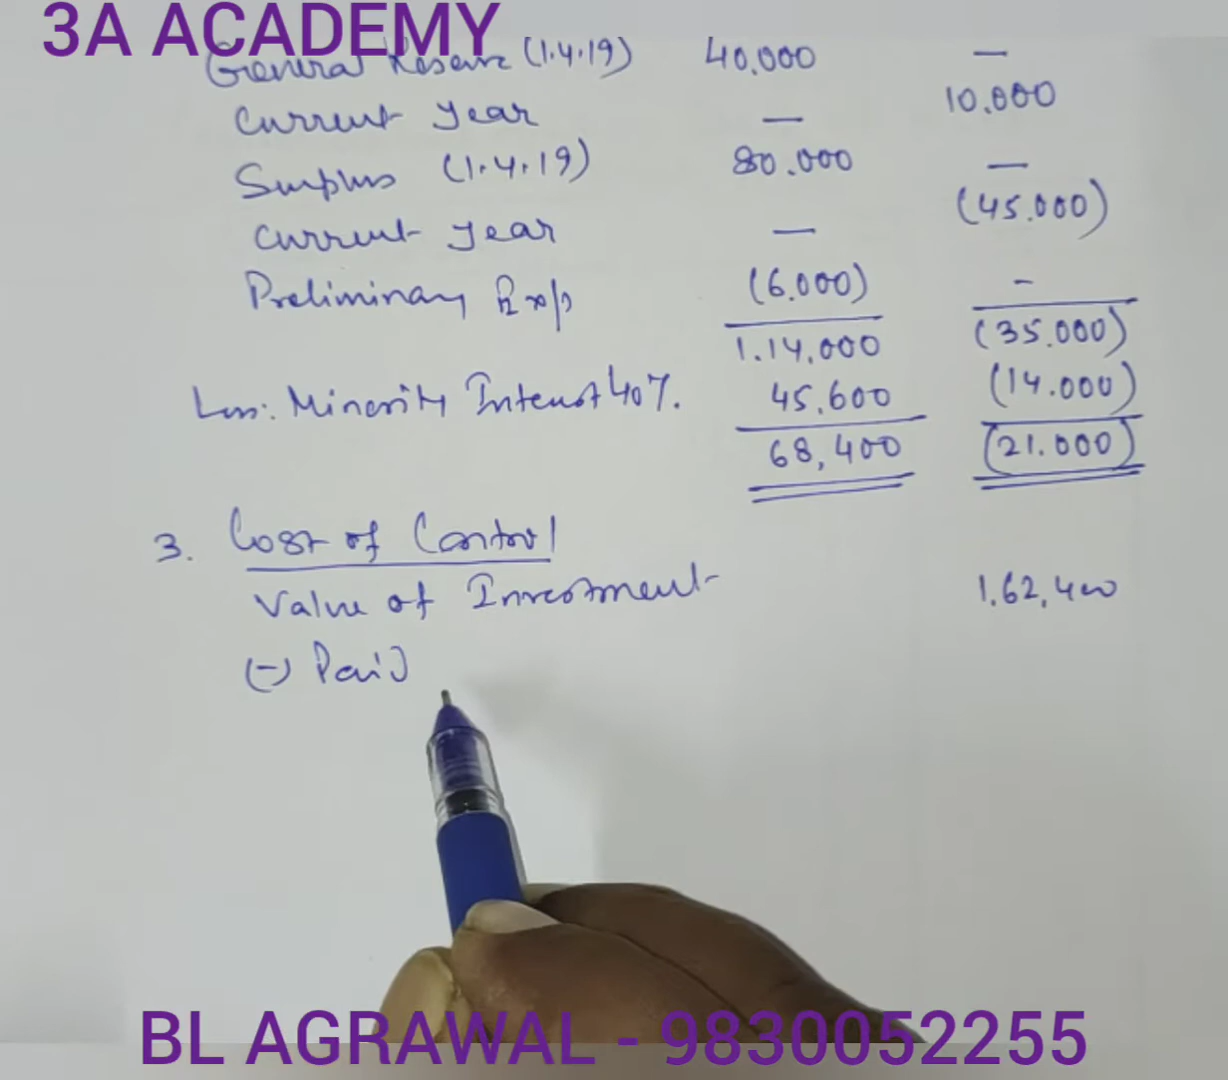 3A ACADEMY
General Reserve (1.4.19) 40,000 —
Current year — 10,000
Surplus (1.4.19) 80,000 —
Current year — (45,000)
Preliminary Exp (6,000) -
1,14,000 (35,000)
Less: Minority Interest 40%. 45,600 (14,000)
68,400 (21,000)
3. Cost of Control
Value of Investment 1,62,400
(-) Paid
BL AGRAWAL - 9830052255